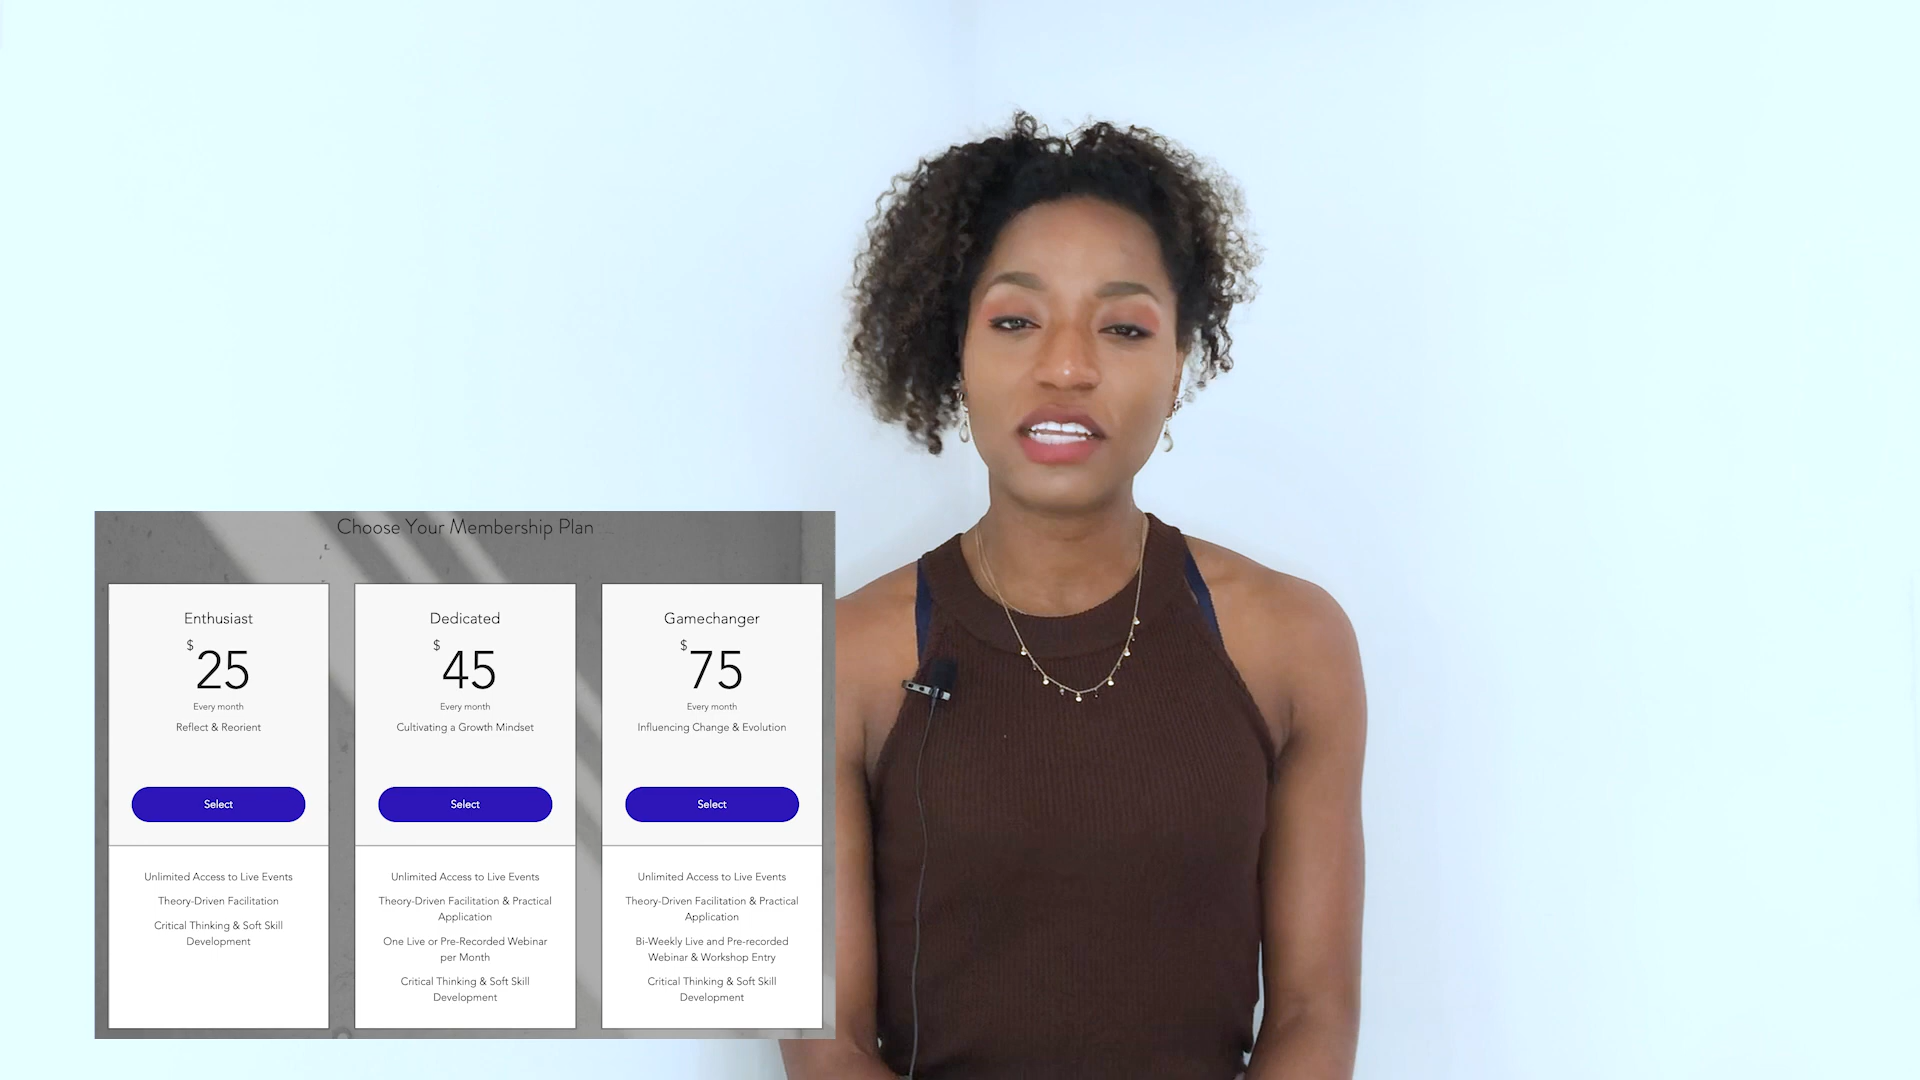 Choose Your Membership Plan
Enthusiast
$
25
Every month
Reflect & Reorient
Select
Unlimited Access to Live Events
Theory-Driven Facilitation
Critical Thinking & Soft Skill
Development
Dedicated
$
45
Every month
Cultivating a Growth Mindset
Select
Unlimited Access to Live Events
Theory-Driven Facilitation & Practical
Application
One Live or Pre-Recorded Webinar
per Month
Critical Thinking & Soft Skill
Development
Gamechanger
$
75
Every month
Influencing Change & Evolution
Select
Unlimited Access to Live Events
Theory-Driven Facilitation & Practical
Application
Bi-Weekly Live and Pre-recorded
Webinar & Workshop Entry
Critical Thinking & Soft Skill
Development